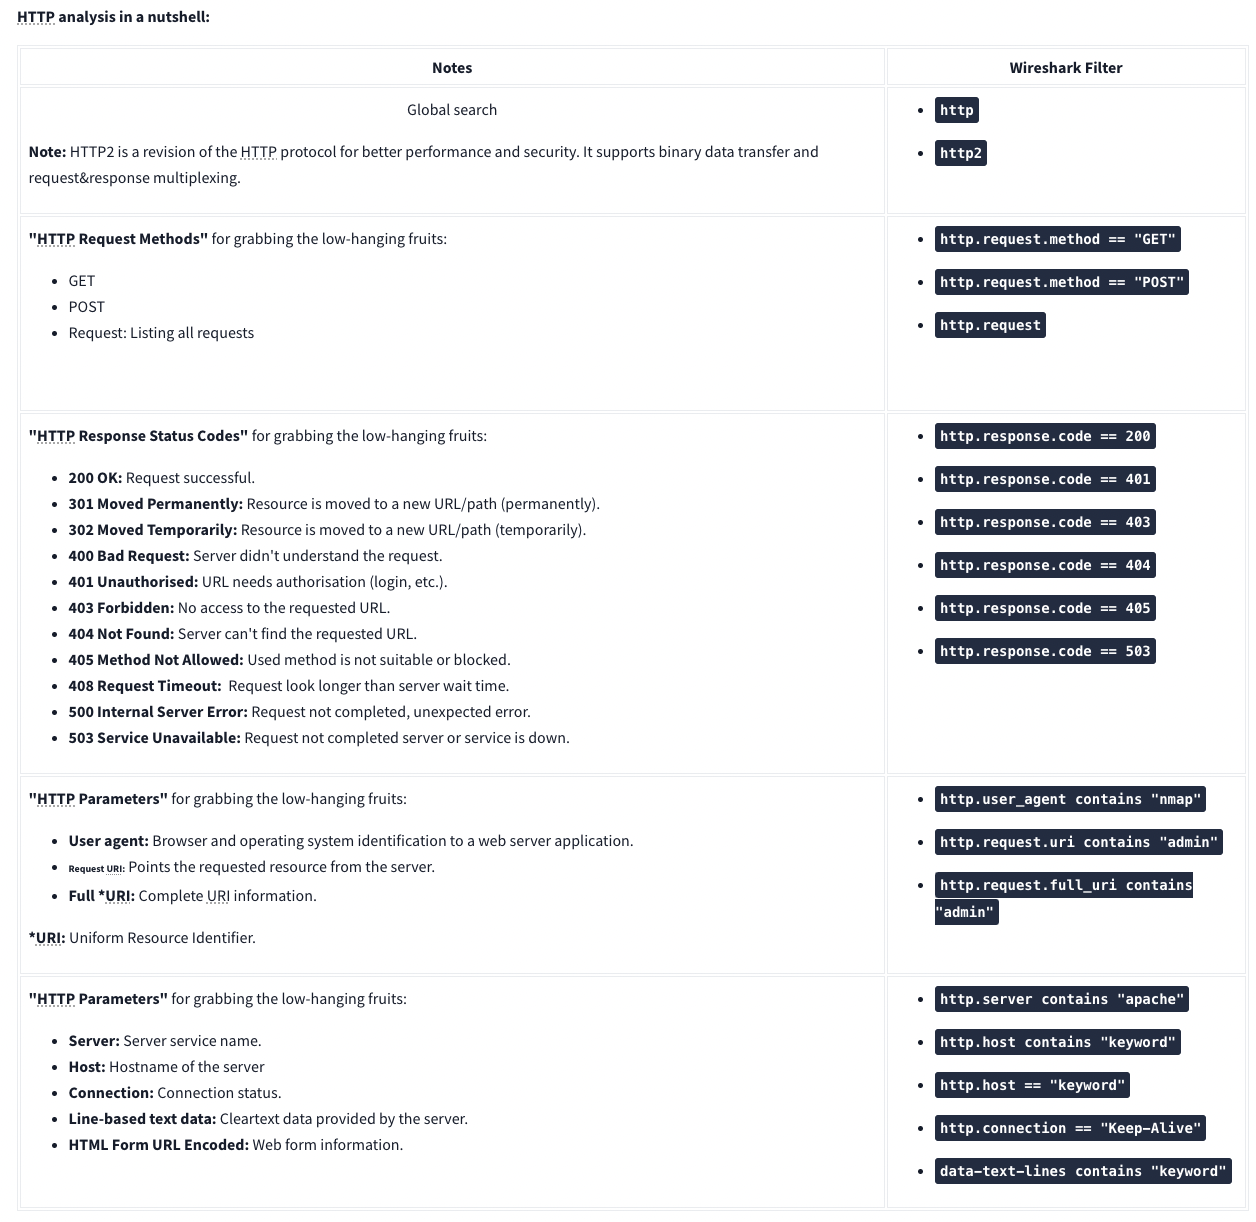 HTTP analysis in a nutshell:
Notes
Wireshark Filter
Global search
Note: HTTP2 is a revision of the HTTP protocol for better performance and security. It supports binary data transfer and
request&response multiplexing.
http
http2
"HTTP Request Methods" for grabbing the low-hanging fruits:
GET
POST
Request: Listing all requests
http.request.method == "GET"
http.request.method == "POST"
http.request
"HTTP Response Status Codes" for grabbing the low-hanging fruits:
200 OK: Request successful.
301 Moved Permanently: Resource is moved to a new URL/path (permanently).
302 Moved Temporarily: Resource is moved to a new URL/path (temporarily).
400 Bad Request: Server didn't understand the request.
401 Unauthorised: URL needs authorisation (login, etc.).
403 Forbidden: No access to the requested URL.
404 Not Found: Server can't find the requested URL.
405 Method Not Allowed: Used method is not suitable or blocked.
408 Request Timeout: Request look longer than server wait time.
500 Internal Server Error: Request not completed, unexpected error.
503 Service Unavailable: Request not completed server or service is down.
http.response.code == 200
http.response.code == 401
http.response.code == 403
http.response.code == 404
http.response.code == 405
http.response.code == 503
"HTTP Parameters" for grabbing the low-hanging fruits:
User agent: Browser and operating system identification to a web server application.
Request URI: Points the requested resource from the server.
Full *URI: Complete URI information.
*URI: Uniform Resource Identifier.
http.user_agent contains "nmap"
http.request.uri contains "admin"
http.request.full_uri contains
"admin"
"HTTP Parameters" for grabbing the low-hanging fruits:
Server: Server service name.
Host: Hostname of the server
Connection: Connection status.
Line-based text data: Cleartext data provided by the server.
HTML Form URL Encoded: Web form information.
http.server contains "apache"
http.host contains "keyword"
http.host == "keyword"
http.connection == "Keep-Alive"
data-text-lines contains "keyword"